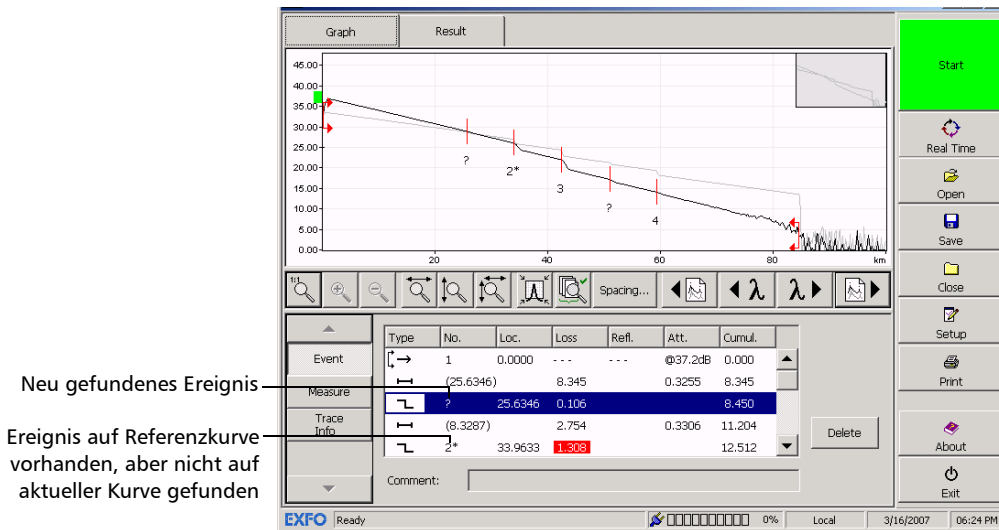 Graph
Result
45.00
40.00
35.00
30.00
25.00
20.00
15.00
10.00
5.00
0.00
?
2*
3
?
4
20
40
60
80
km
Start
Real Time
Open
Save
Close
Setup
Print
About
Exit
1:1
Spacing...
λ
λ
Event
Measure
Trace
Info
Type No. Loc. Loss Refl. Att. Cumul.
1 0.0000 --- --- @37.2dB 0.000
(25.6346) 8.345 0.3255 8.345
? 25.6346 0.106 8.450
(8.3287) 2.754 0.3306 11.204
2* 33.9633 1.308 12.512
Delete
Comment:
EXFO Ready 0% Local 3/16/2007 06:24 PM
Neu gefundenes Ereignis
Ereignis auf Referenzkurve
vorhanden, aber nicht auf
aktueller Kurve gefunden